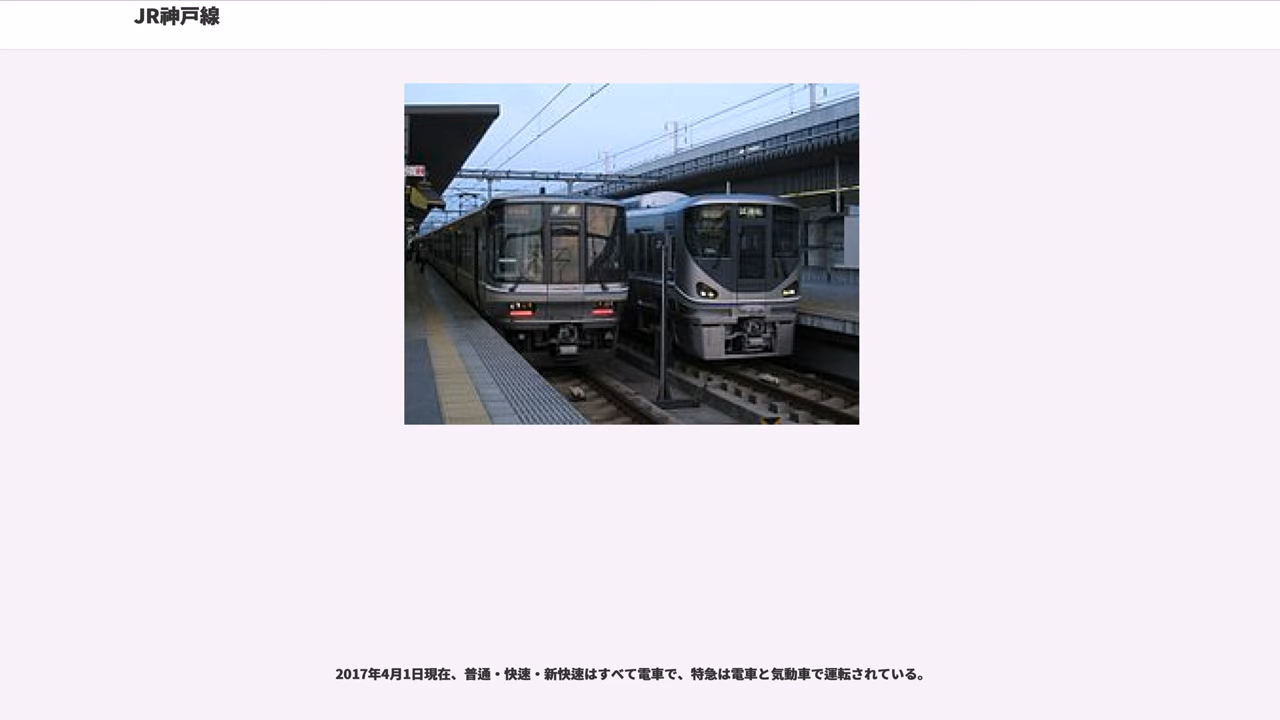 JR神戸線
2017年4月1日現在、普通・快速・新快速はすべて電車で、特急は電車と気動車で運転されている。